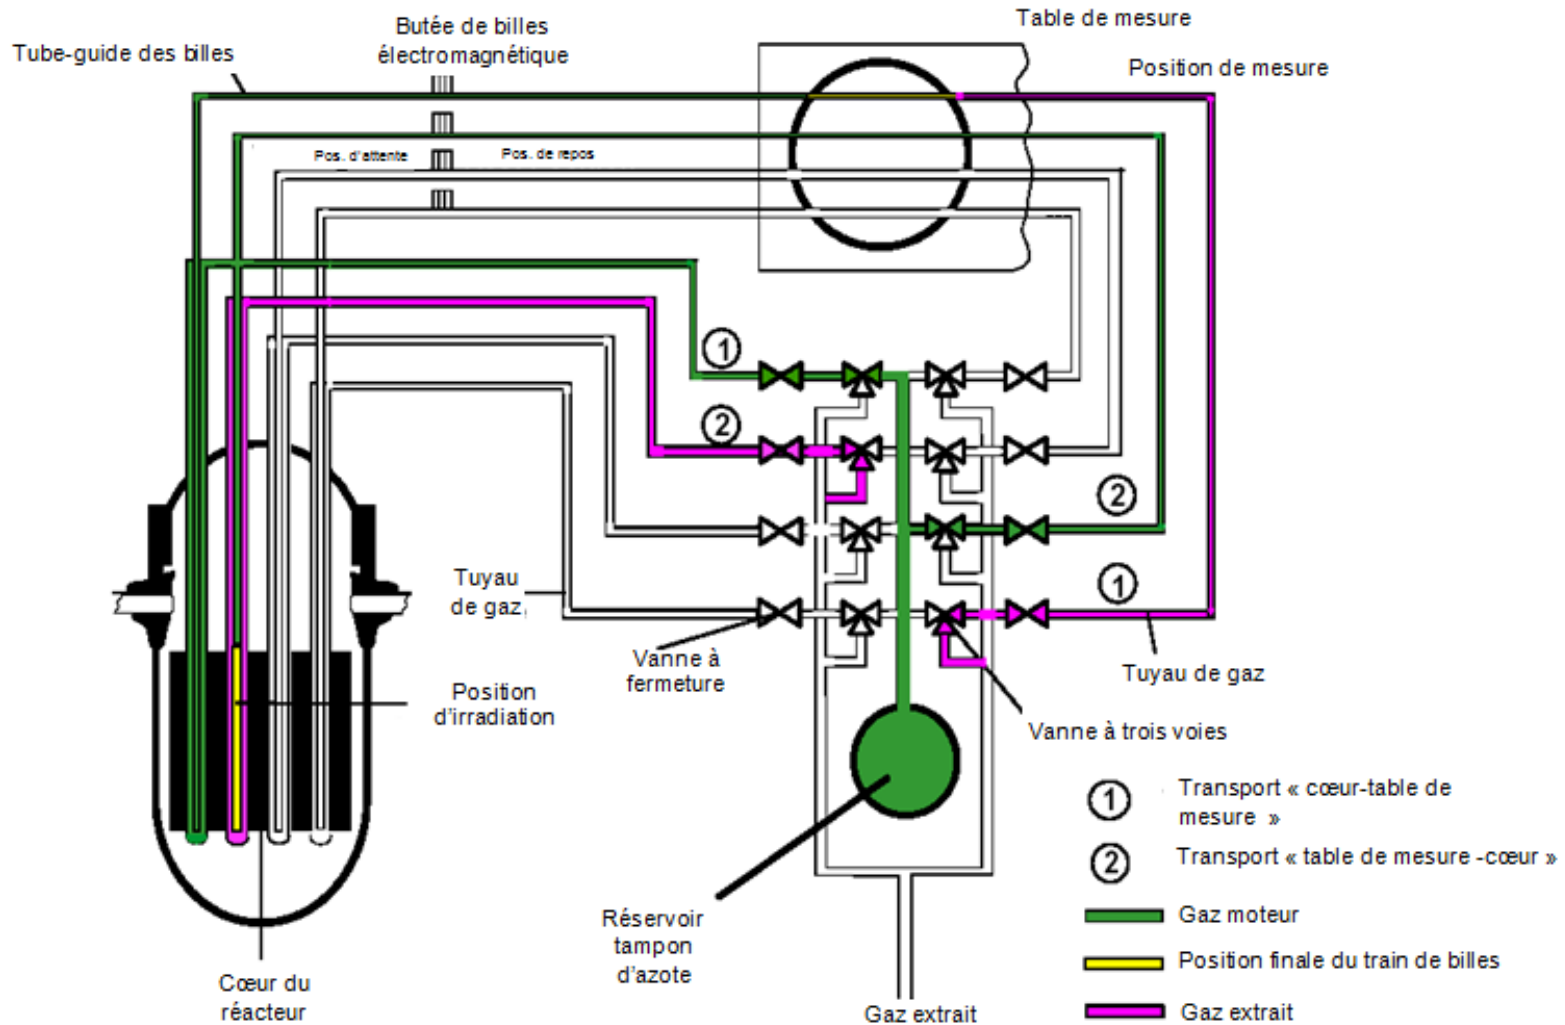 Table de mesure
Butée de billes
électromagnétique
Tube-guide des billes
Position de mesure
Pos. d'attente
Pos. de repos
1
2
2
1
Tuyau
de gaz
Vanne à
fermeture
Position
d'irradiation
Tuyau de gaz
Vanne à trois voies
1
Transport « cœur-table de
mesure »
2
Transport « table de mesure -cœur »
Réservoir
tampon
d'azote
Gaz moteur
Position finale du train de billes
Cœur du
réacteur
Gaz extrait
Gaz extrait